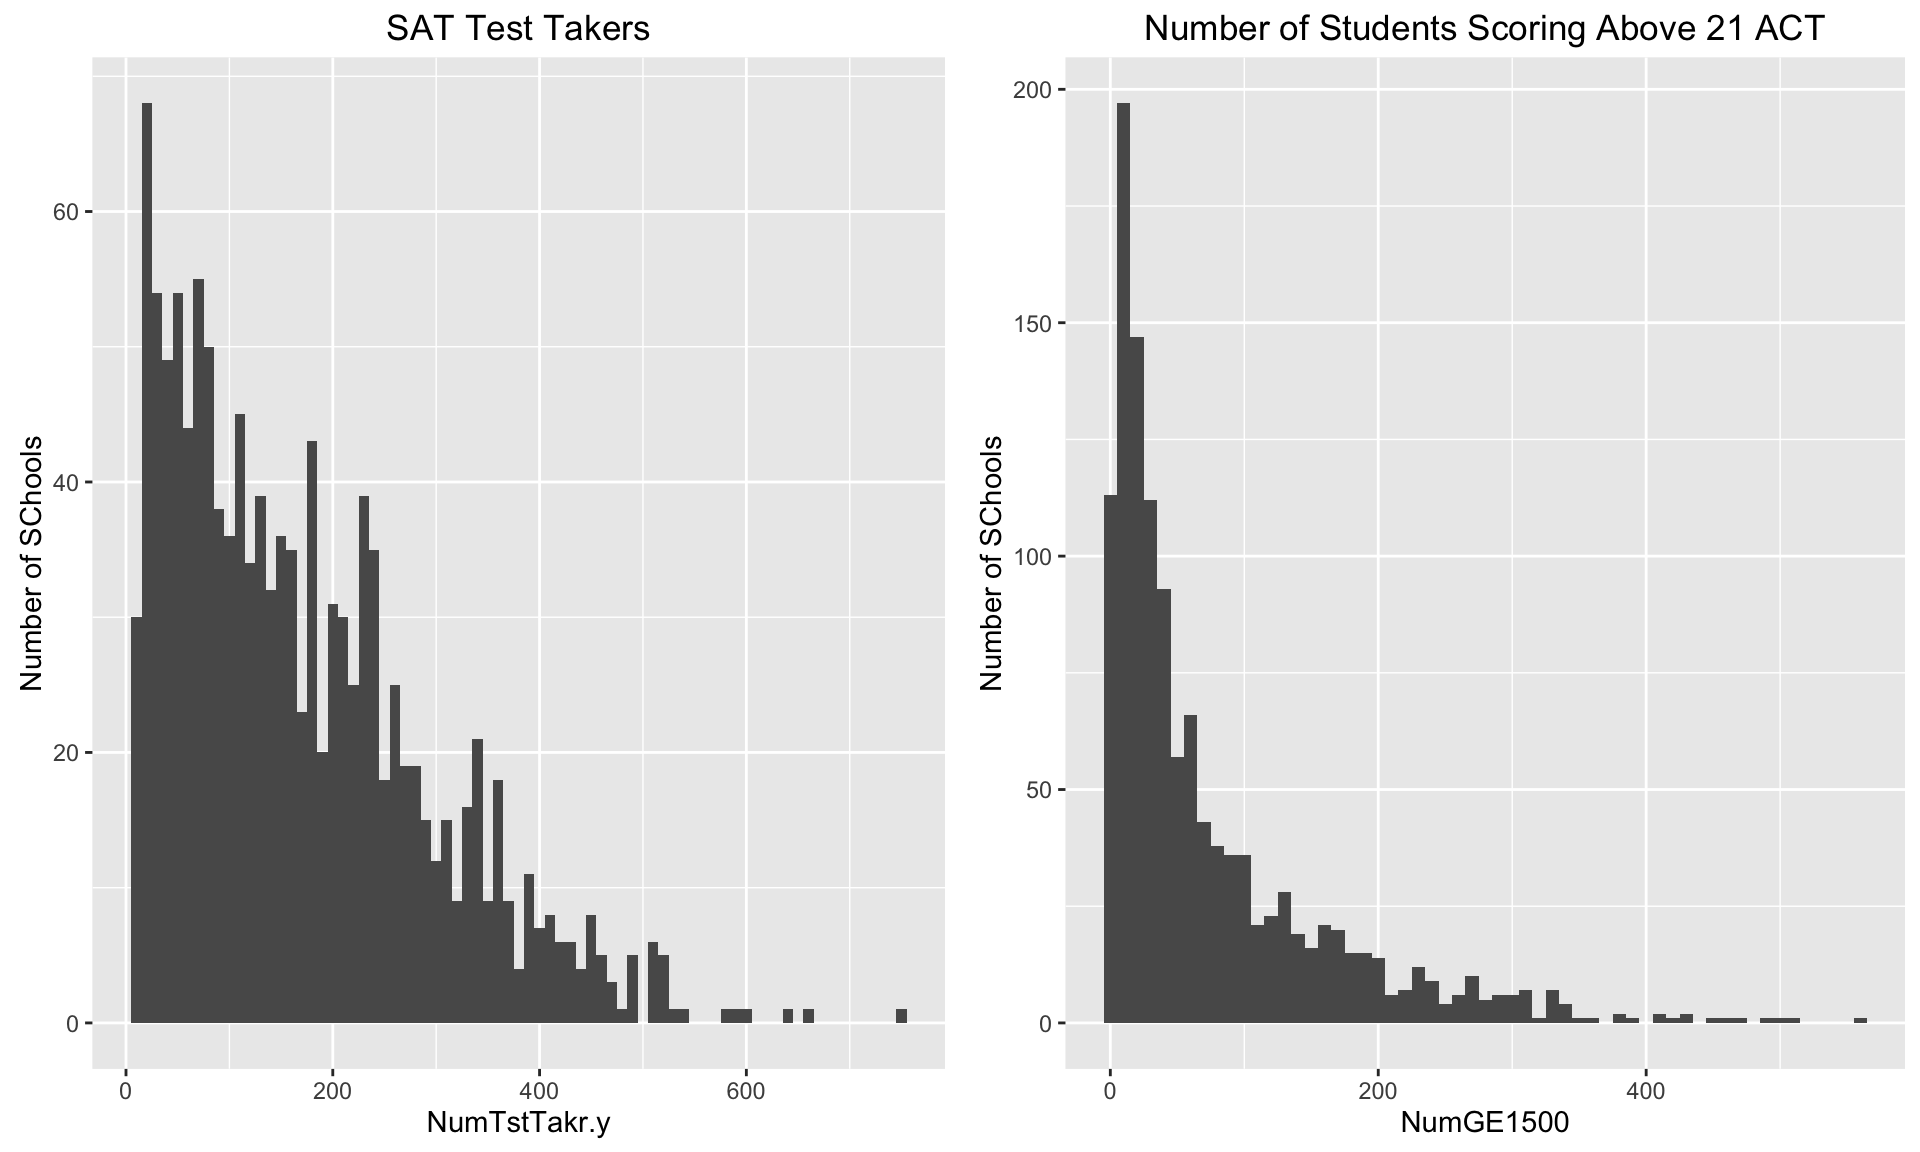 SAT Test Takers
Number of SChools
60
40
20
0
0 200 400 600
NumTstTakr.y
Number of Students Scoring Above 21 ACT
Number of SChools
200
150
100
50
0
0 200 400
NumGE1500